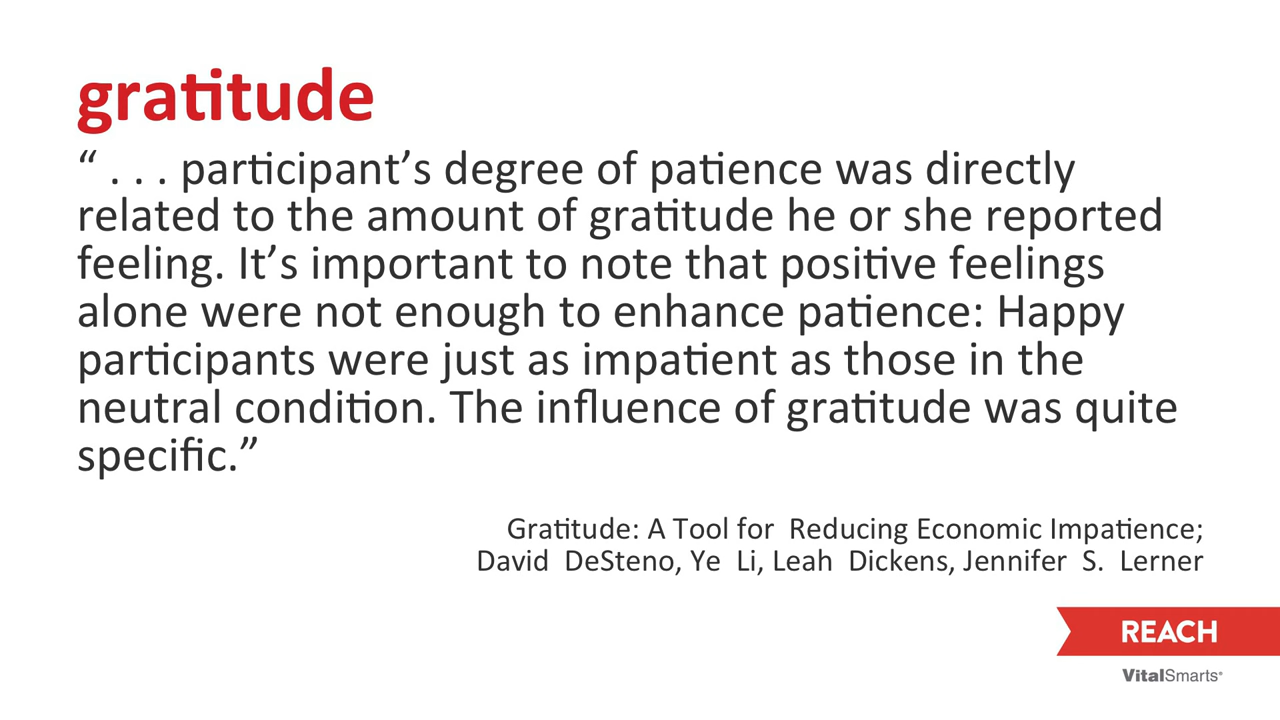 gratitude
“ . . . participant’s degree of patience was directly
related to the amount of gratitude he or she reported
feeling. It’s important to note that positive feelings
alone were not enough to enhance patience: Happy
participants were just as impatient as those in the
neutral condition. The influence of gratitude was quite
specific.”
Gratitude: A Tool for Reducing Economic Impatience;
David DeSteno, Ye Li, Leah Dickens, Jennifer S. Lerner
REACH
VitalSmarts®